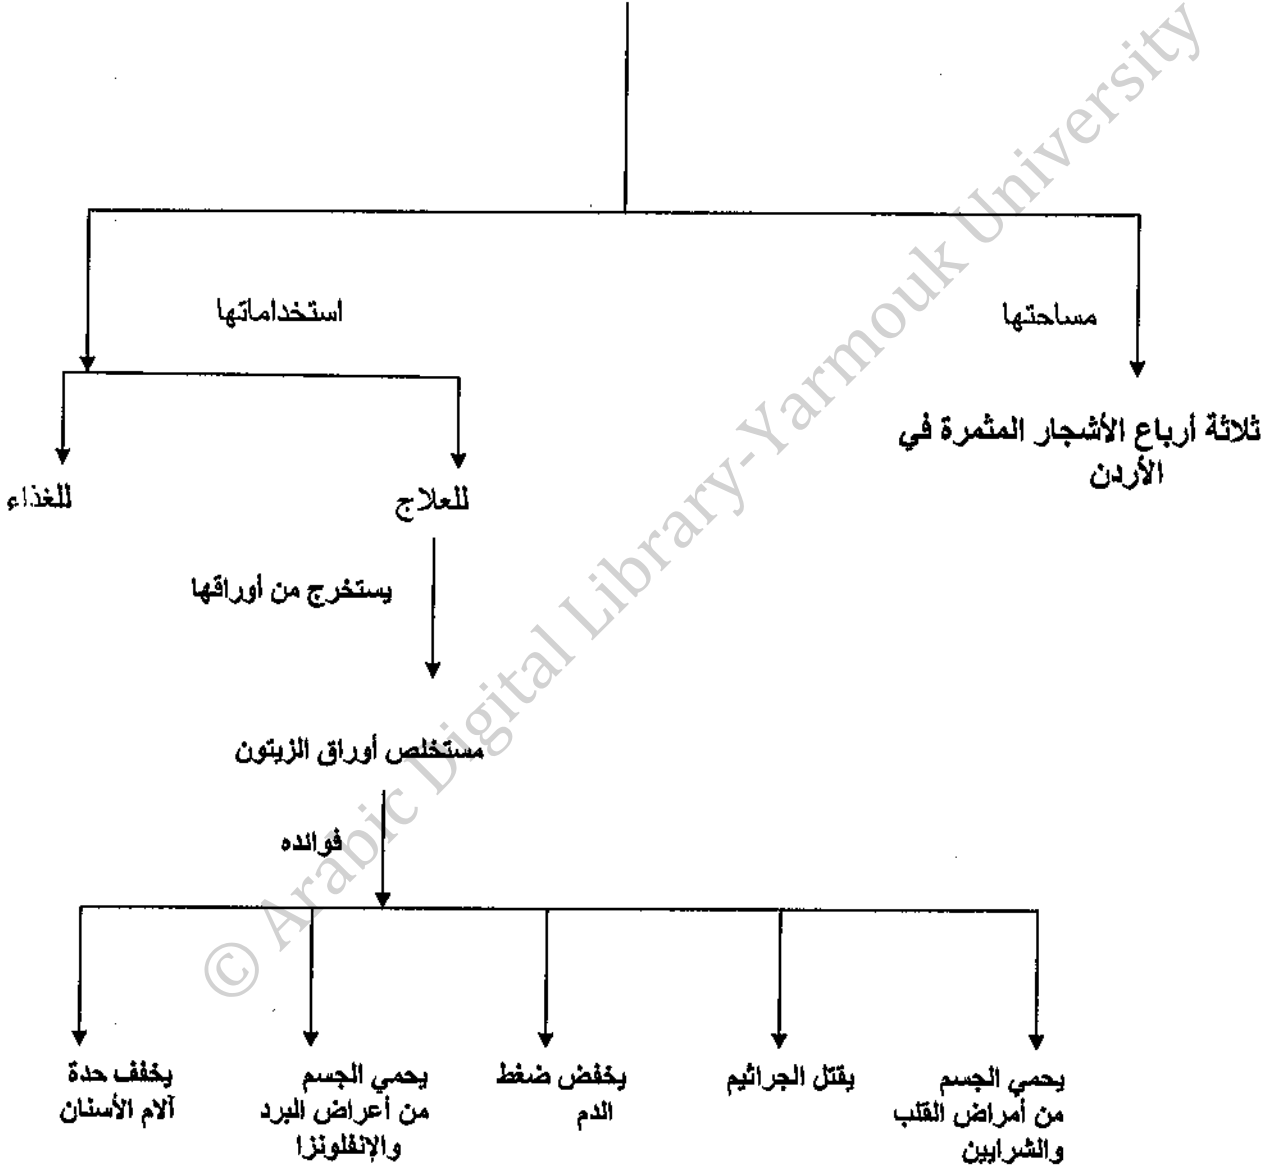 مساحتها
استخداماتها
ثلاثة أرباع الأشجار المثمرة في
الأردن
للعلاج
للغذاء
يستخرج من أوراقها
مستخلص أوراق الزيتون
فوائده
يحمي الجسم
من أمراض القلب
والشرايين
يقتل الجراثيم
يخفض ضغط
الدم
يحمي الجسم
من أعراض البرد
والإنفلونزا
يخفف حدة
آلام الأسنان
© Arabic Digital Library-Yarmouk University